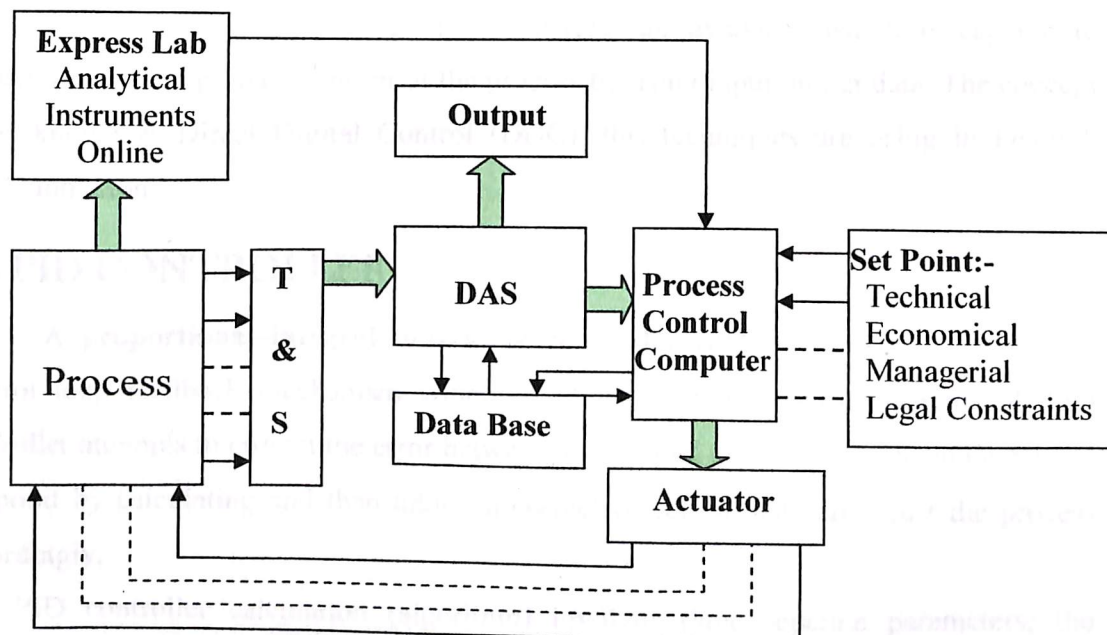 Express Lab
Analytical
Instruments
Online
Output
Process
T
&
S
DAS
Data Base
Process
Control
Computer
Set Point:-
Technical
Economical
Managerial
Legal Constraints
Actuator